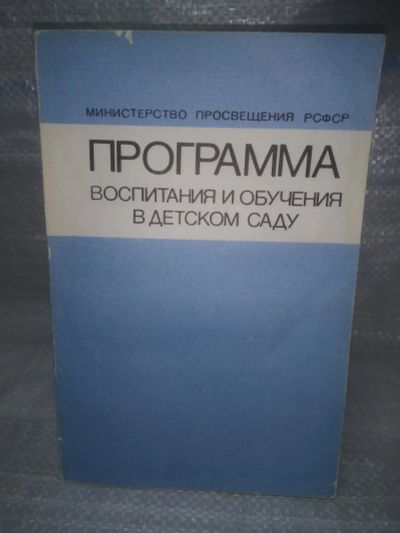 МИНИСТЕРСТВО ПРОСВЕЩЕНИЯ РСФСР
ПРОГРАММА
ВОСПИТАНИЯ И ОБУЧЕНИЯ
В ДЕТСКОМ САДУ